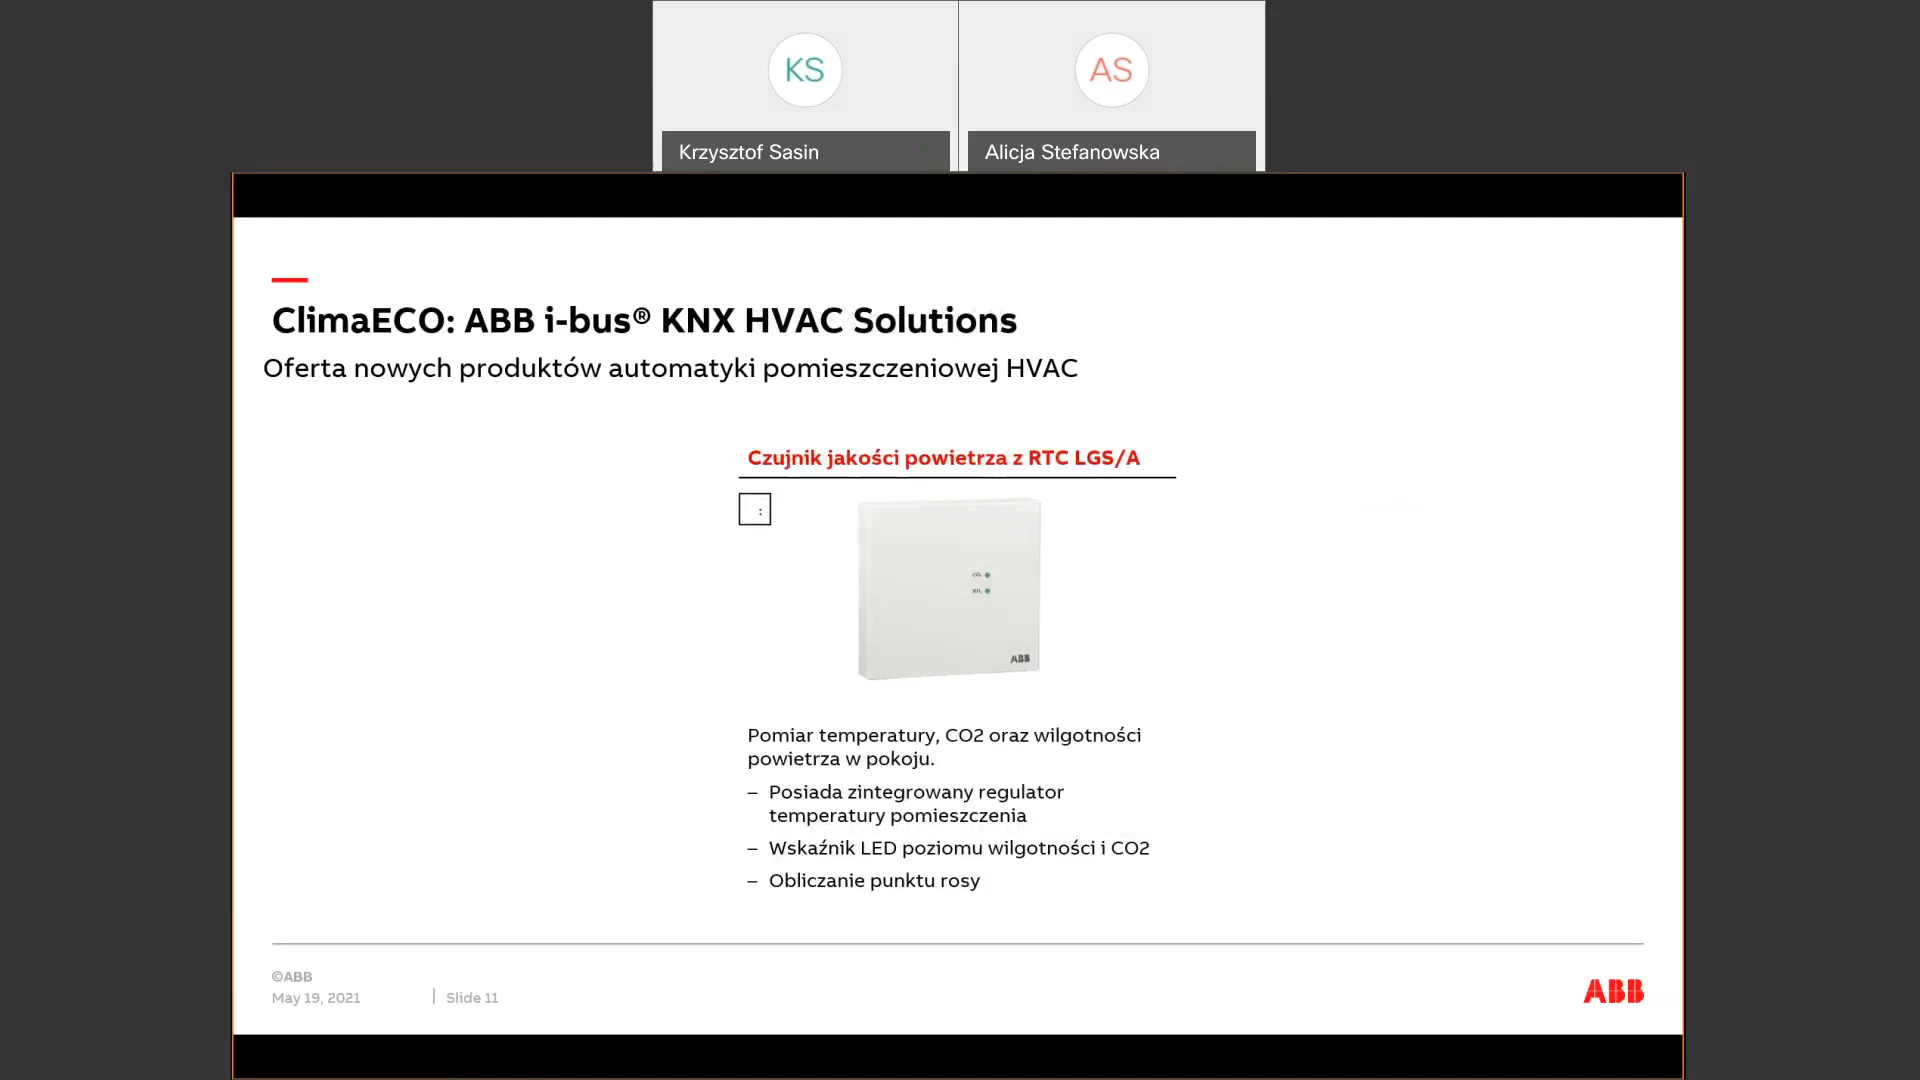 KS
AS
Krzysztof Sasin
Alicja Stefanowska
ClimaECO: ABB i-bus® KNX HVAC Solutions
Oferta nowych produktów automatyki pomieszczeniowej HVAC
Czujnik jakości powietrza z RTC LGS/A
:
CO₂
ABB
Pomiar temperatury, CO2 oraz wilgotności
powietrza w pokoju.
– Posiada zintegrowany regulator
temperatury pomieszczenia
– Wskaźnik LED poziomu wilgotności i CO2
– Obliczanie punktu rosy
©ABB
May 19, 2021
Slide 11
ABB